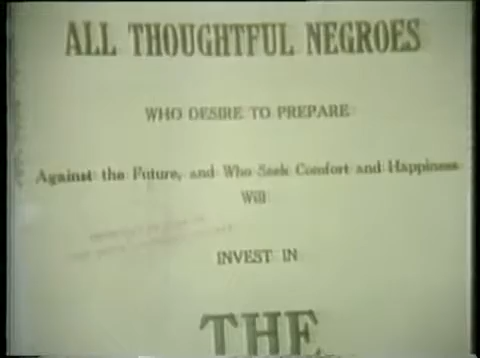 ALL THOUGHTFUL NEGROES
WHO DESIRE TO PREPARE
Against the Future, and Who Seek Comfort and Happiness
Will
INVEST IN
THE